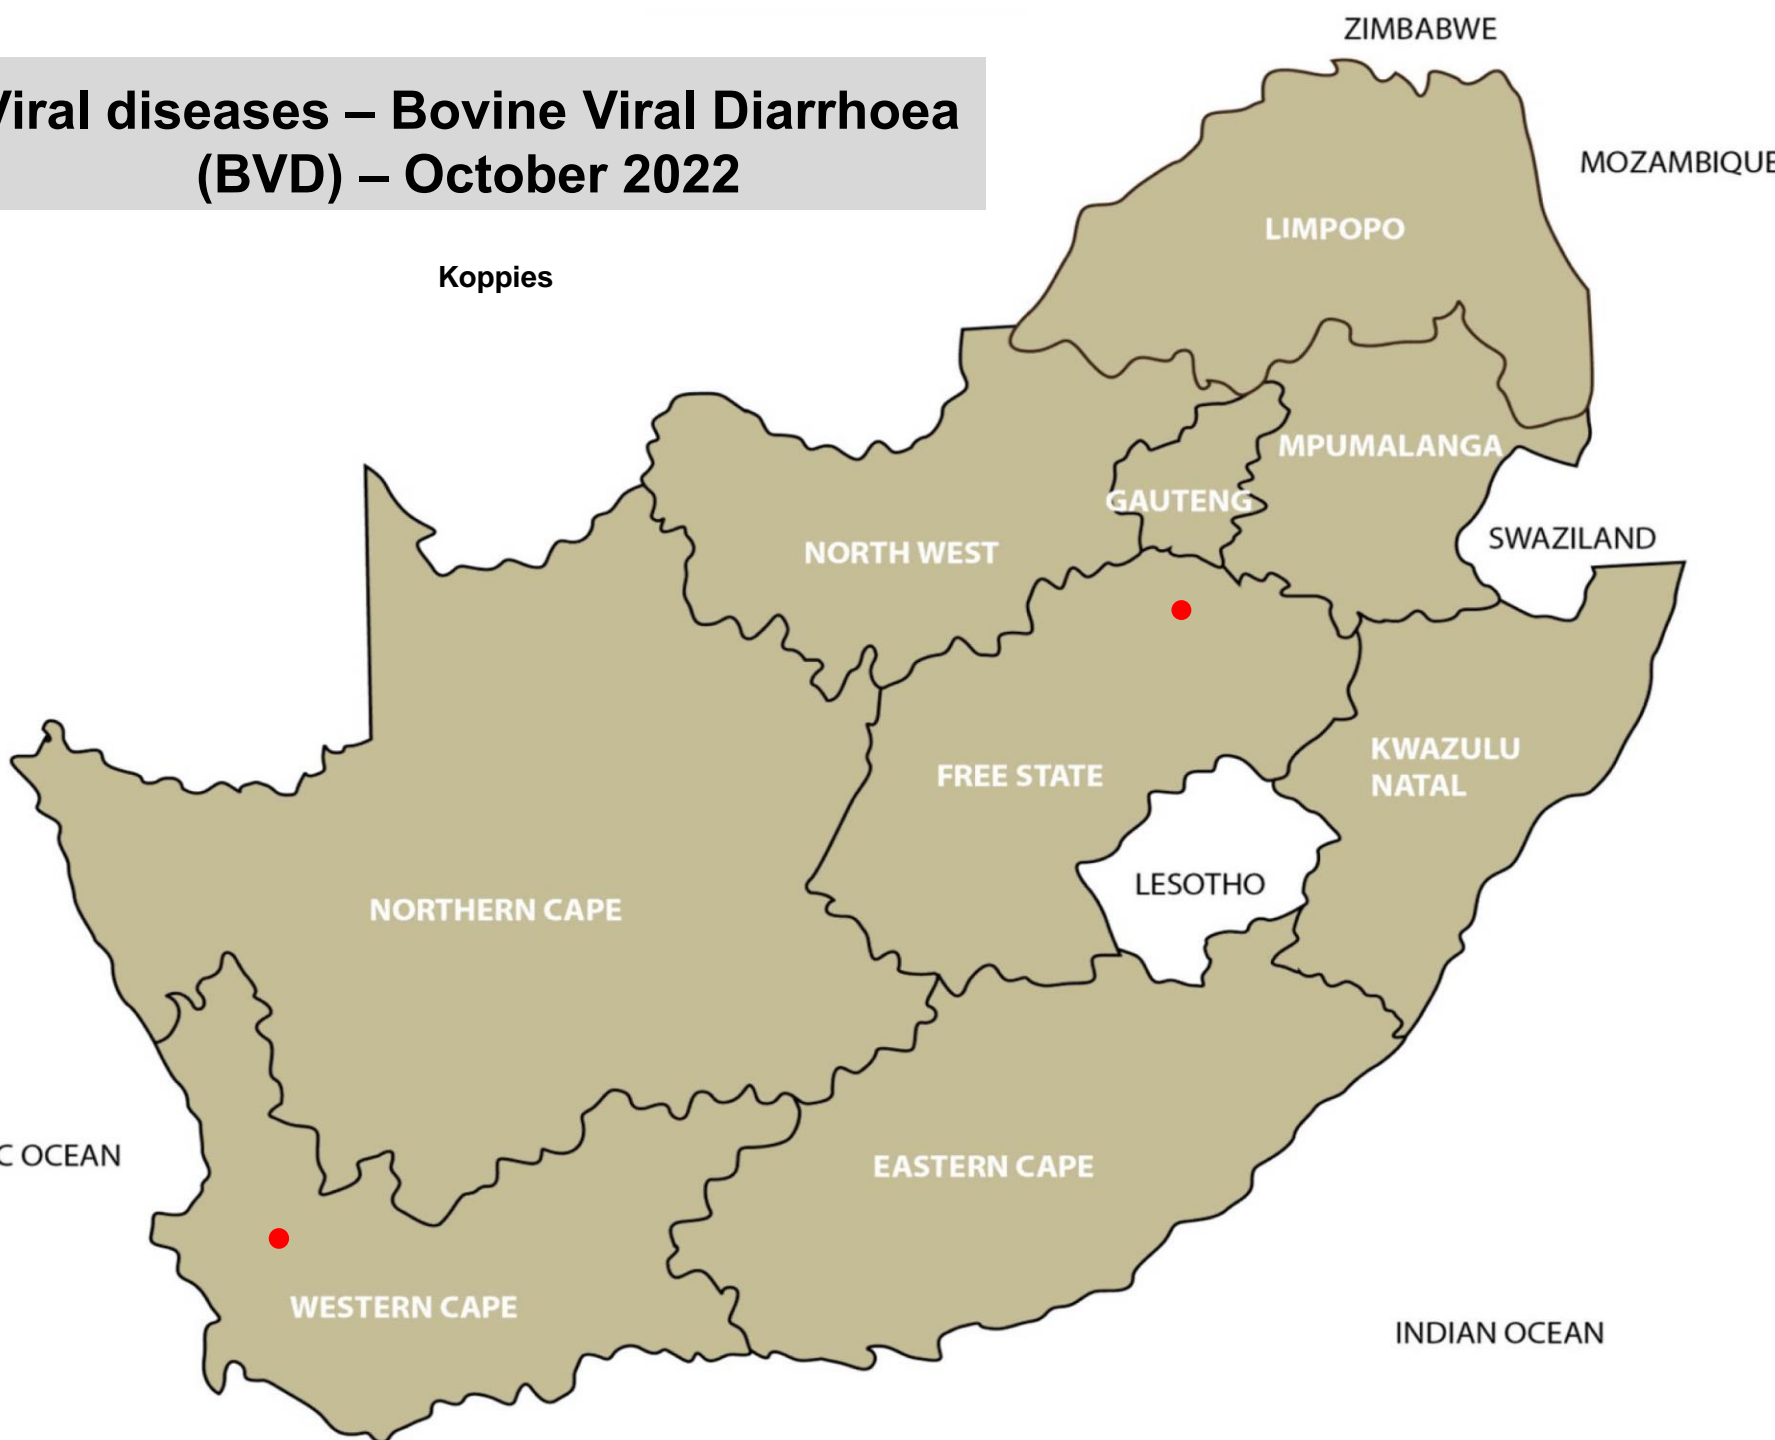 Viral diseases – Bovine Viral Diarrhoea
(BVD) – October 2022
Koppies
ZIMBABWE
MOZAMBIQUE
LIMPOPO
MPUMALANGA
GAUTENG
SWAZILAND
NORTH WEST
KWAZULU
NATAL
FREE STATE
LESOTHO
NORTHERN CAPE
C OCEAN
EASTERN CAPE
WESTERN CAPE
INDIAN OCEAN